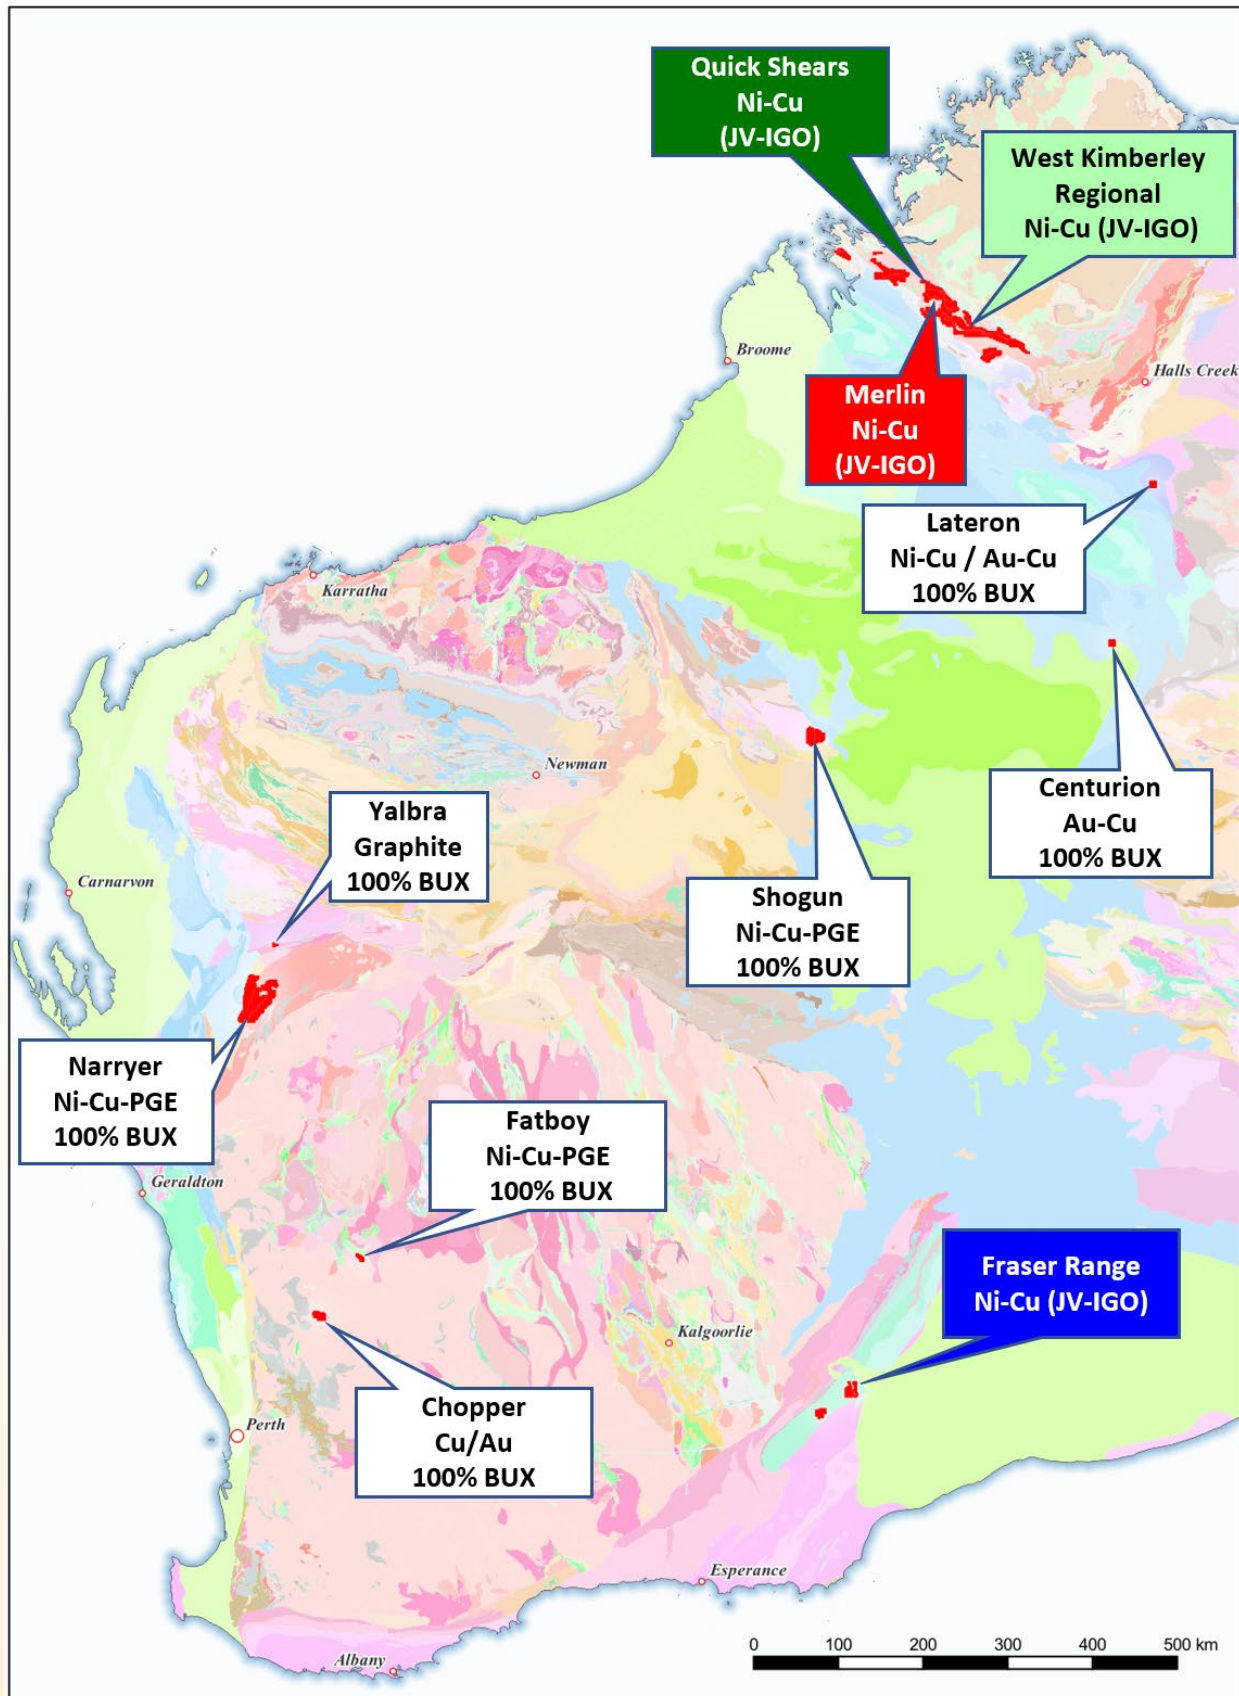 Quick Shears
Ni-Cu
(JV-IGO)
West Kimberley
Regional
Ni-Cu (JV-IGO)
Broome
Halls Creek
Merlin
Ni-Cu
(JV-IGO)
Lateron
Ni-Cu / Au-Cu
100% BUX
Karratha
Newman
Centurion
Au-Cu
100% BUX
Yalbra
Graphite
100% BUX
Carnarvon
Shogun
Ni-Cu-PGE
100% BUX
Narryer
Ni-Cu-PGE
100% BUX
Fatboy
Ni-Cu-PGE
100% BUX
Geraldton
Fraser Range
Ni-Cu (JV-IGO)
Kalgoorlie
Chopper
Cu/Au
100% BUX
Perth
Esperance
Albany
0 100 200 300 400 500 km